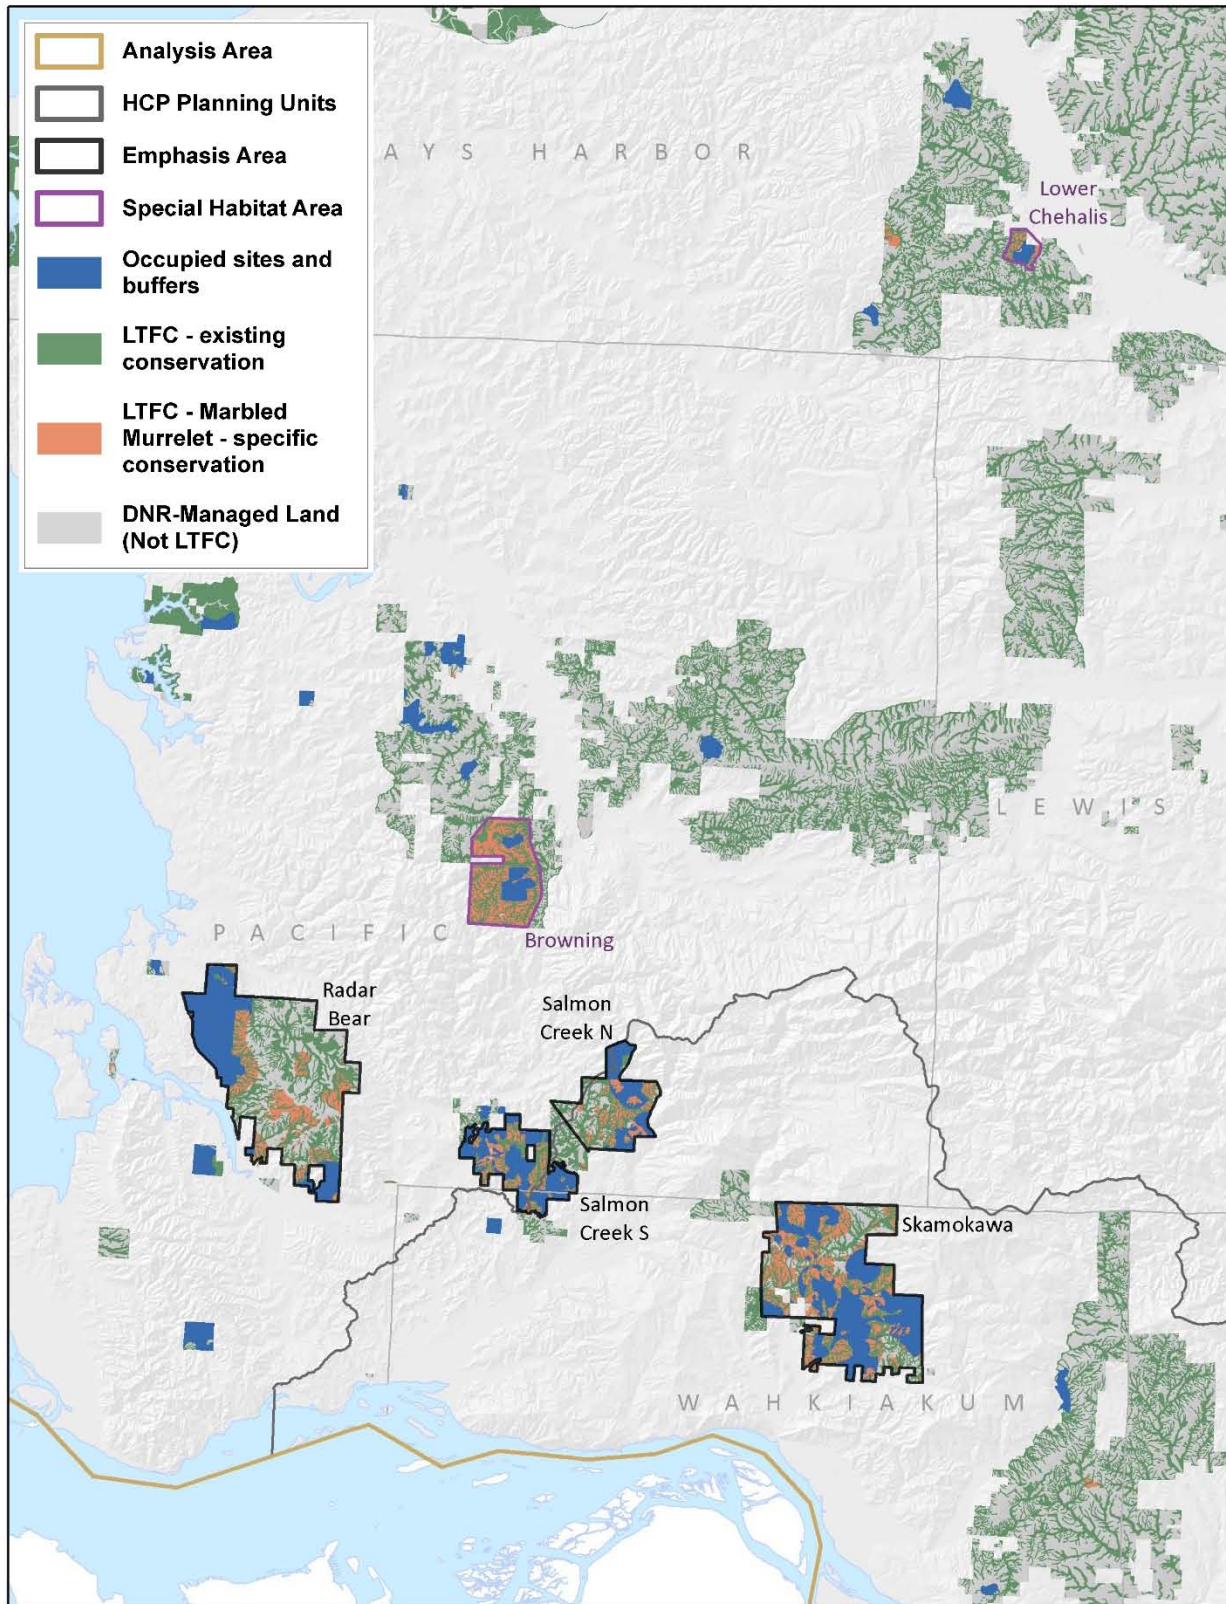 Analysis Area
HCP Planning Units
Emphasis Area
Special Habitat Area
Occupied sites and
buffers
LTFC - existing
conservation
LTFC - Marbled
Murrelet - specific
conservation
DNR-Managed Land
(Not LTFC)
AYS HARBOR
Lower
Chehalis
LEWIS
PACIFIC
Browning
Radar
Bear
Salmon
Creek N
Salmon
Creek S
Skamokawa
WAHKIAKUM